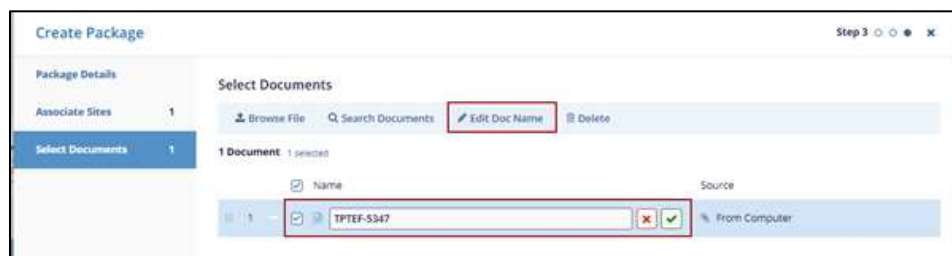 Create Package
Step 3
Package Details
Associate Sites 1
Select Documents 1
Select Documents
Browse File Search Documents Edit Doc Name Delete
1 Document 1 selected
Name Source
1 TPTEF-5347 From Computer